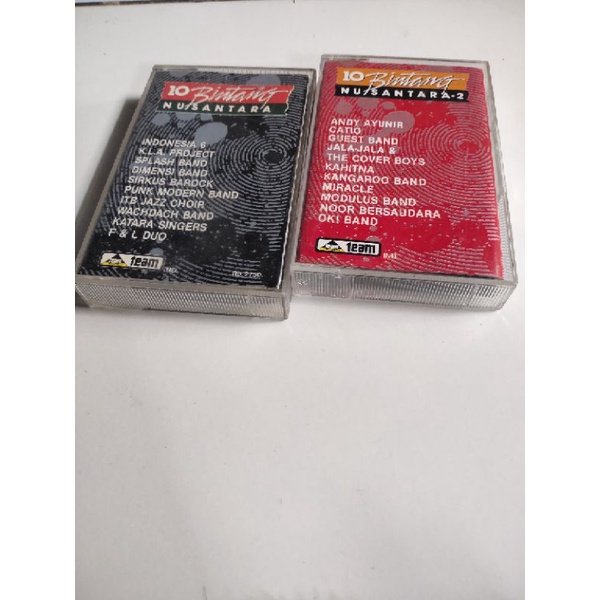 10 Bintang
NUSANTARA
INDONESIA 6
K.L.A. PROJECT
SPLASH BAND
DIMENSI BAND
SIRKUS BAROCK
PUNK MODERN BAND
ITB JAZZ CHOIR
WACHDACH BAND
KATARA SINGERS
F & L DUO
team
10 Bintang
NUSANTARA-2
ANDY AYUNIR
CATIO
GUEST BAND
JALA-JALA &
THE COVER BOYS
KAHITNA
KANGAROO BAND
MIRACLE
MODULUS BAND
NOOR BERSAUDARA
OKI BAND
team